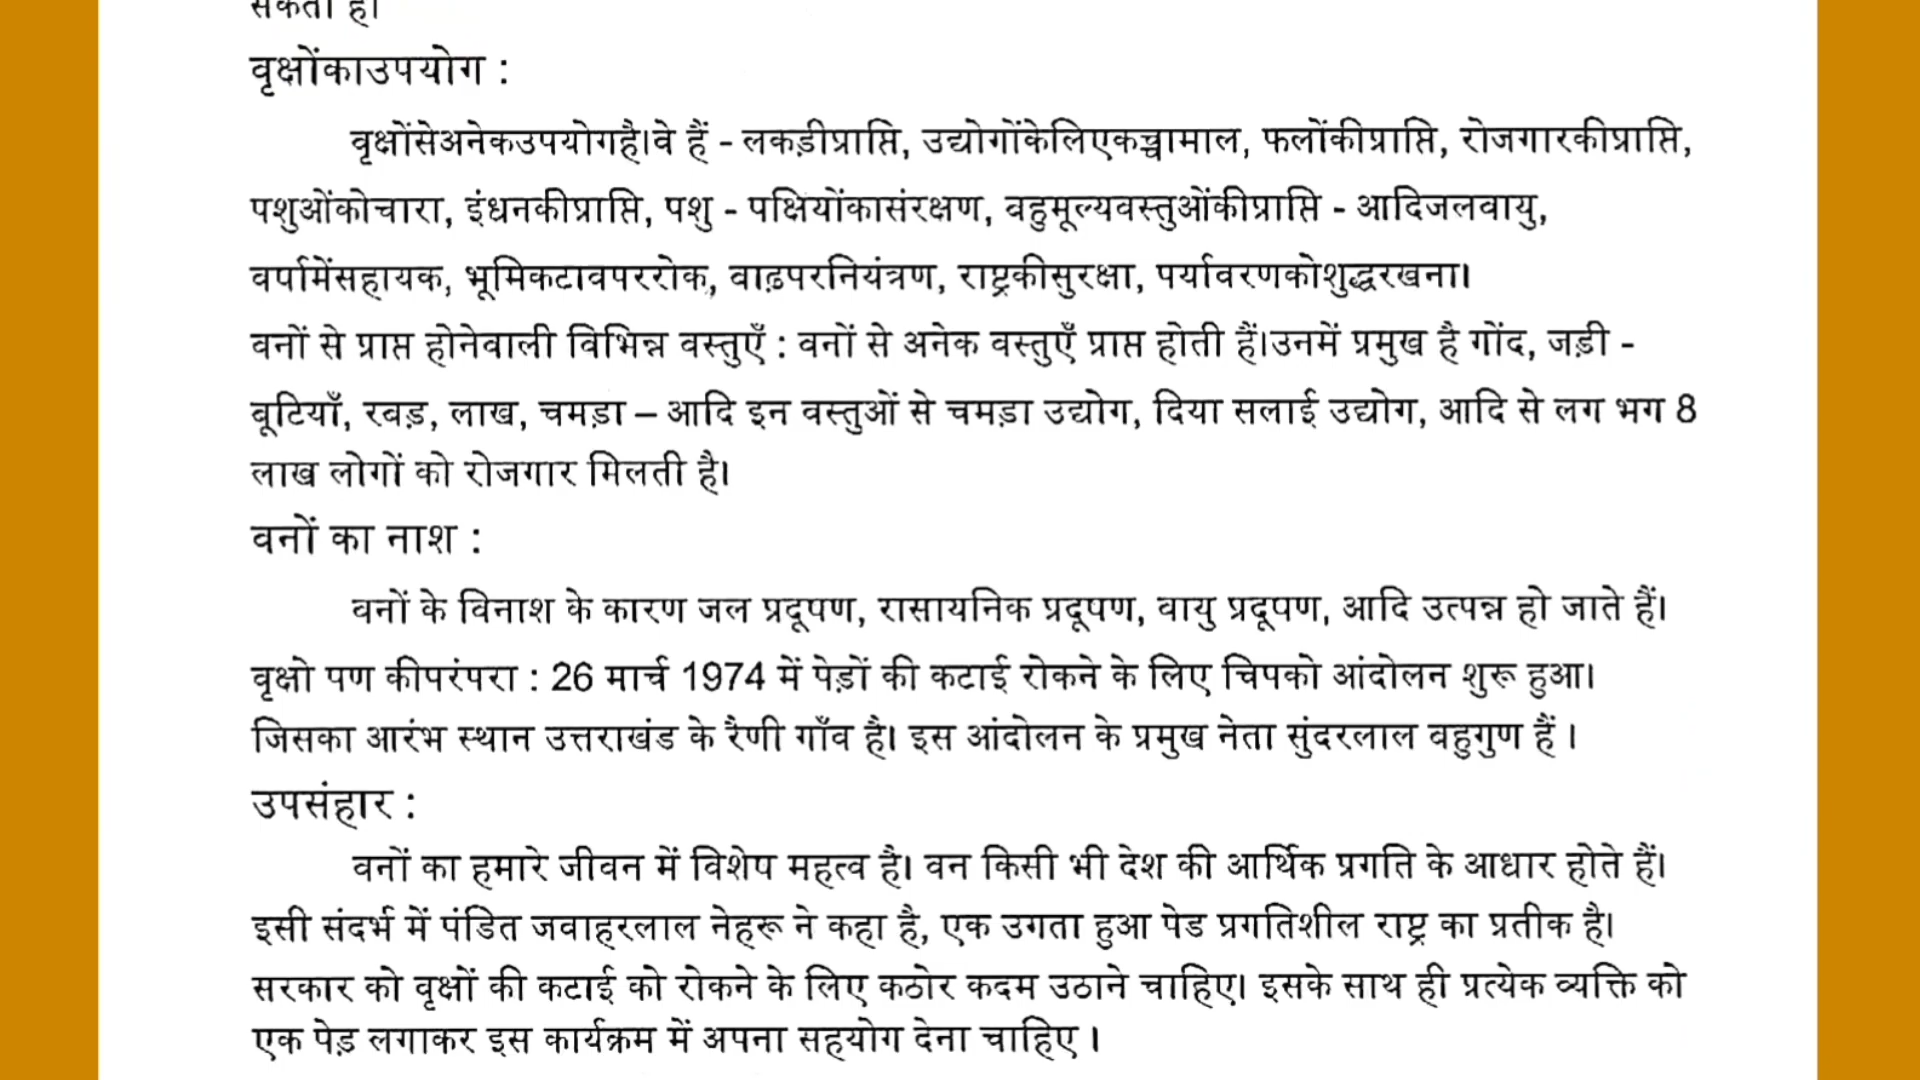 सकता है।
वृक्षोंकाउपयोग :
वृक्षोंसेअनेकउपयोगहै।वे हैं - लकड़ीप्राप्ति, उद्योगोंकेलिएकच्चामाल, फलोंकीप्राप्ति, रोजगारकीप्राप्ति,
पशुओंकोचारा, इंधनकीप्राप्ति, पशु - पक्षियोंकासंरक्षण, बहुमूल्यवस्तुओंकीप्राप्ति - आदिजलवायु,
वर्षामेंसहायक, भूमिकटावपररोक, बाढ़परनियंत्रण, राष्ट्रकीसुरक्षा, पर्यावरणकोशुद्धरखना।
वनों से प्राप्त होनेवाली विभिन्न वस्तुएँ : वनों से अनेक वस्तुएँ प्राप्त होती हैं।उनमें प्रमुख है गोंद, जड़ी -
बूटियाँ, रबड़, लाख, चमड़ा – आदि इन वस्तुओं से चमड़ा उद्योग, दिया सलाई उद्योग, आदि से लग भग 8
लाख लोगों को रोजगार मिलती है।
वनों का नाश :
वनों के विनाश के कारण जल प्रदूषण, रासायनिक प्रदूषण, वायु प्रदूषण, आदि उत्पन्न हो जाते हैं।
वृक्षो पण कीपरंपरा : 26 मार्च 1974 में पेड़ों की कटाई रोकने के लिए चिपको आंदोलन शुरू हुआ।
जिसका आरंभ स्थान उत्तराखंड के रैणी गाँव है। इस आंदोलन के प्रमुख नेता सुंदरलाल बहुगुण हैं ।
उपसंहार :
वनों का हमारे जीवन में विशेष महत्व है। वन किसी भी देश की आर्थिक प्रगति के आधार होते हैं।
इसी संदर्भ में पंडित जवाहरलाल नेहरू ने कहा है, एक उगता हुआ पेड प्रगतिशील राष्ट्र का प्रतीक है।
सरकार को वृक्षों की कटाई को रोकने के लिए कठोर कदम उठाने चाहिए। इसके साथ ही प्रत्येक व्यक्ति को
एक पेड़ लगाकर इस कार्यक्रम में अपना सहयोग देना चाहिए ।